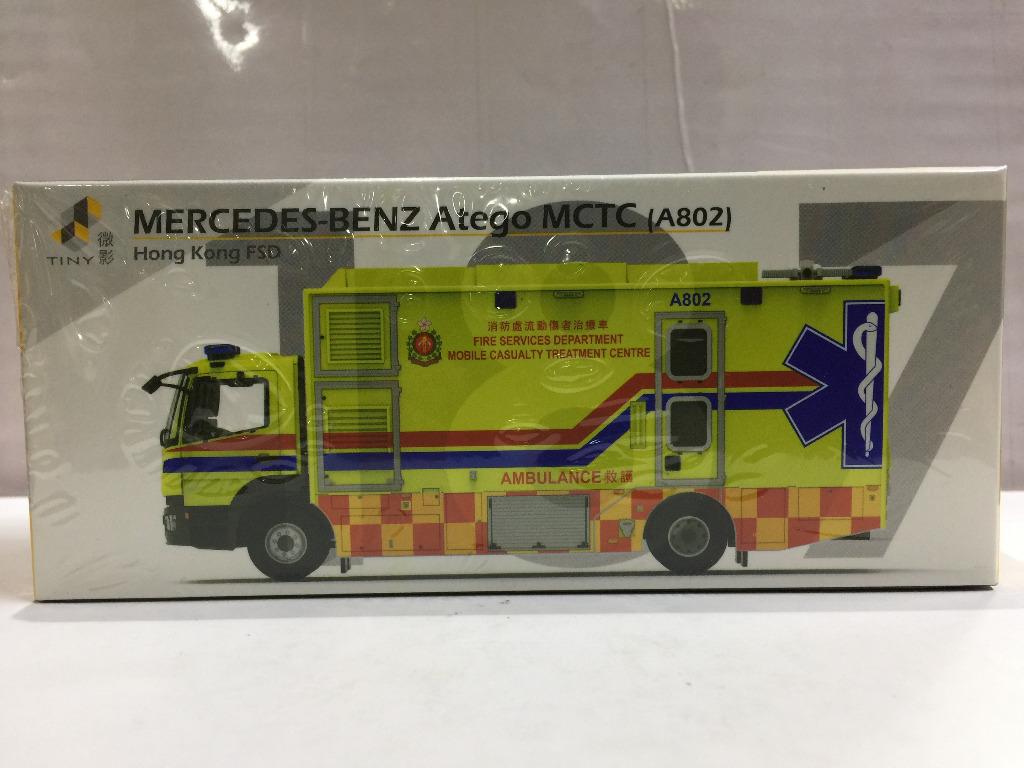 MERCEDES-BENZ Atego MCTC (A802)
微影
TINY
Hong Kong FSD
187
A802
消防處流動傷者治療車
FIRE SERVICES DEPARTMENT
MOBILE CASUALTY TREATMENT CENTRE
AMBULANCE 救護